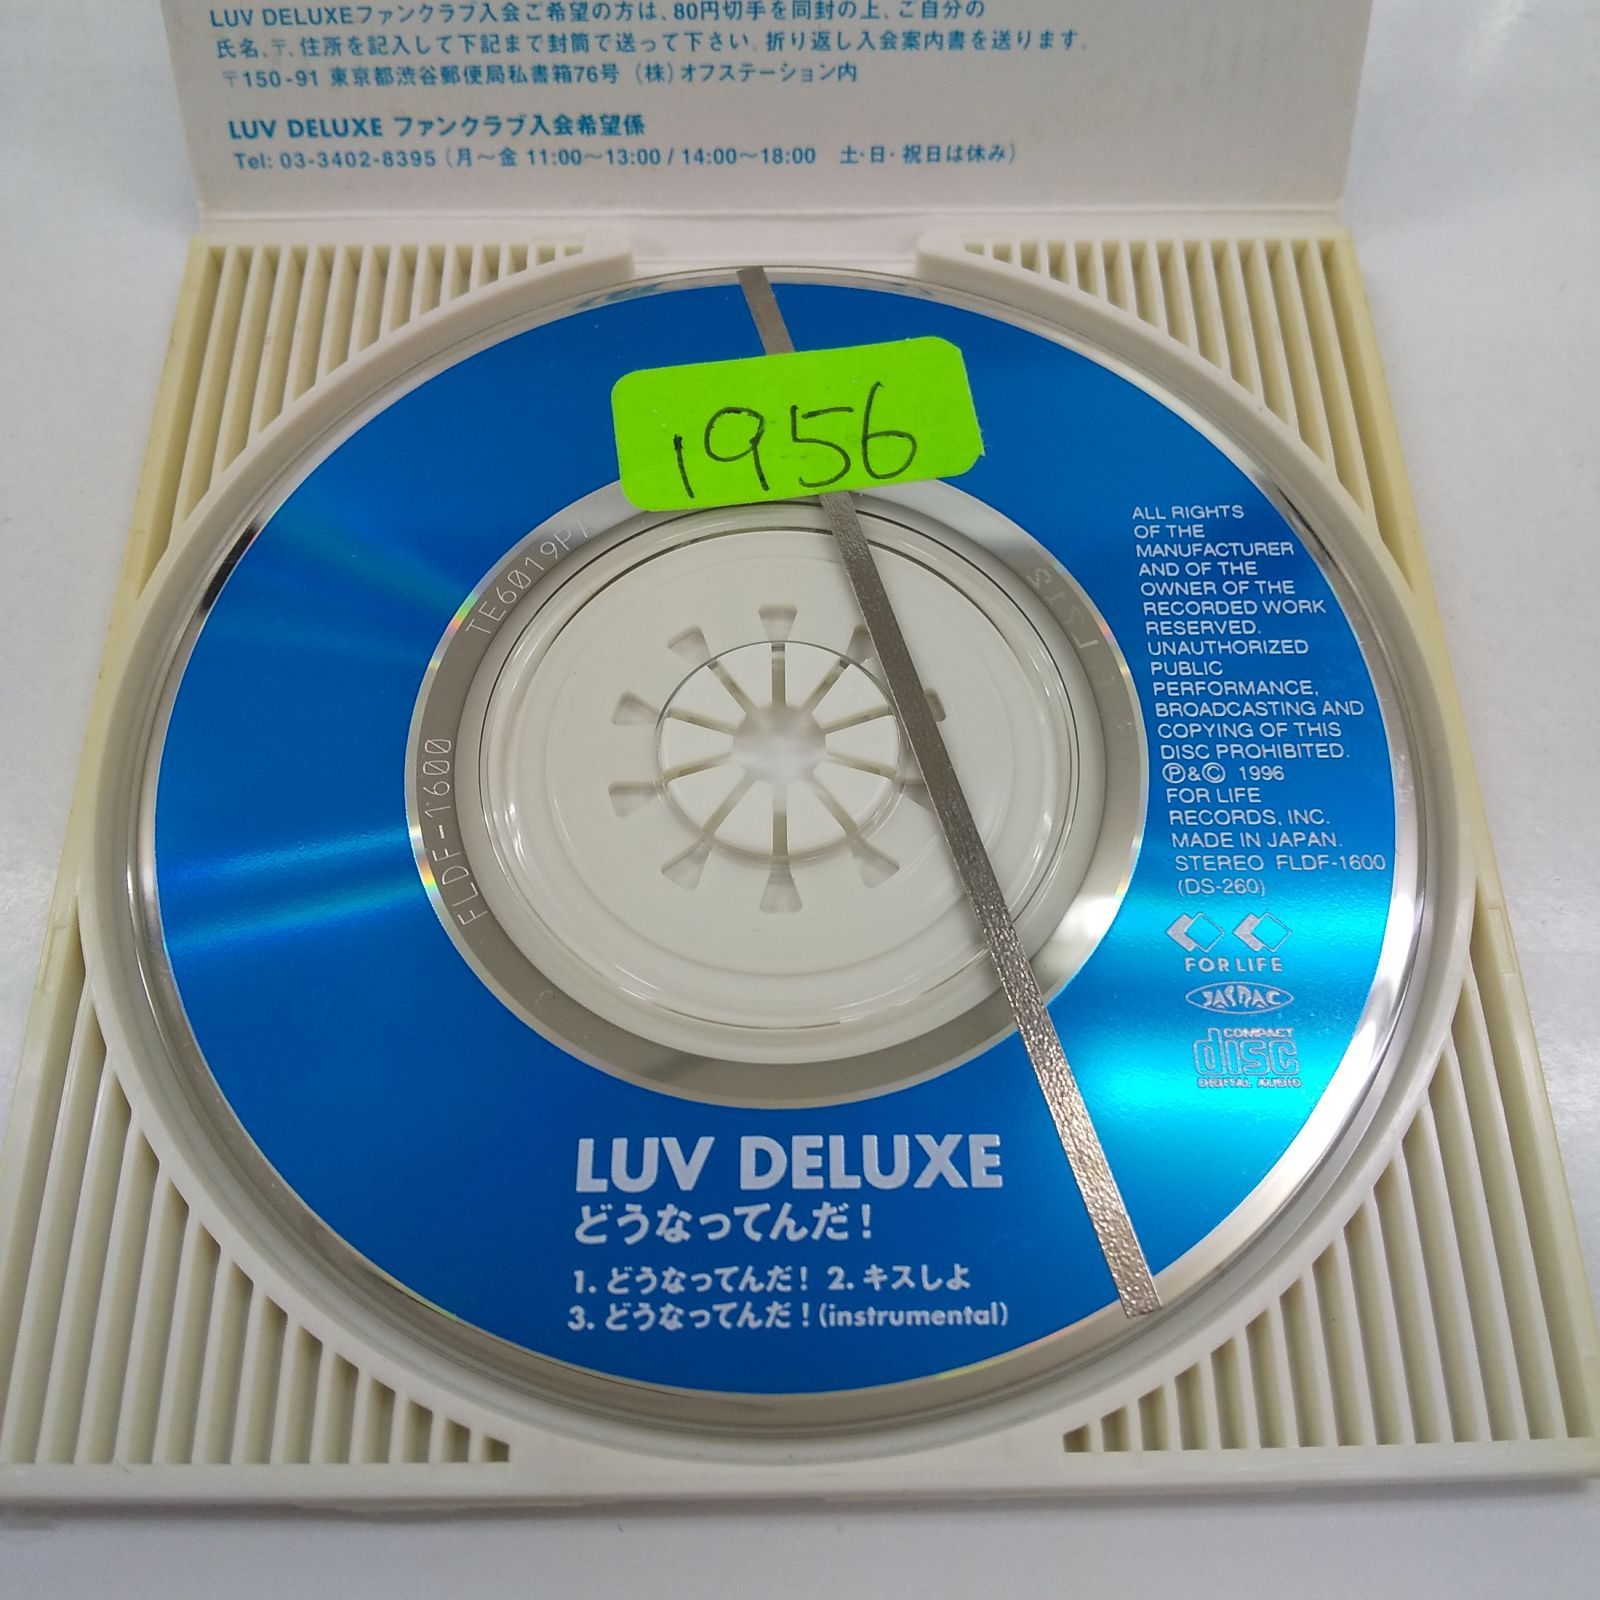 LUV DELUXEファンクラブ入会ご希望の方は、80円切手を同封の上、ご自分の
氏名、〒、住所を記入して下記まで封筒で送って下さい。折り返し入会案内書を送ります。
〒150-91 東京都渋谷郵便局私書箱76号 (株)オフステーション内
LUV DELUXE ファンクラブ入会希望係
Tel: 03-3402-8395 (月〜金 11:00〜13:00 / 14:00〜18:00 土・日・祝日は休み)
1956
TE6019P1
FLDF-1600
ALL RIGHTS
OF THE
MANUFACTURER
AND OF THE
OWNER OF THE
RECORDED WORK
RESERVED.
UNAUTHORIZED
PUBLIC
PERFORMANCE,
BROADCASTING AND
COPYING OF THIS
DISC PROHIBITED.
Ⓟ&© 1996
FOR LIFE
RECORDS, INC.
MADE IN JAPAN.
STEREO FLDF-1600
(DS-260)
FOR LIFE
JASRAC
COMPACT
disc
DIGITAL AUDIO
LUV DELUXE
どうなってんだ!
1. どうなってんだ! 2. キスしよ
3. どうなってんだ!(instrumental)